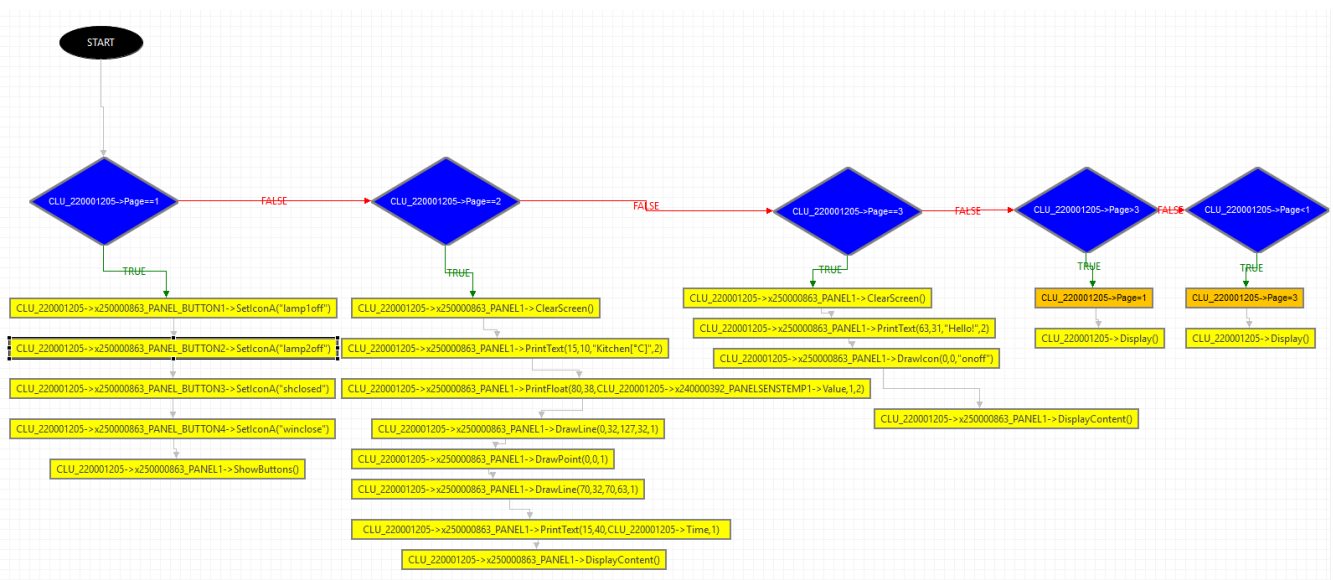 START
CLU_220001205->Page==1
FALSE
CLU_220001205->Page==2
FALSE
CLU_220001205->Page==3
FALSE
CLU_220001205->Page>3
FALSE
CLU_220001205->Page<1
TRUE
CLU_220001205->x250000863_PANEL_BUTTON1->SetIconA("lamp1off")
CLU_220001205->x250000863_PANEL_BUTTON2->SetIconA("lamp2off")
CLU_220001205->x250000863_PANEL_BUTTON3->SetIconA("shclosed")
CLU_220001205->x250000863_PANEL_BUTTON4->SetIconA("winclose")
CLU_220001205->x250000863_PANEL1->ShowButtons()
TRUE
CLU_220001205->x250000863_PANEL1->ClearScreen()
CLU_220001205->x250000863_PANEL1->PrintText(15,10,"Kitchen[°C]",2)
CLU_220001205->x250000863_PANEL1->PrintFloat(80,38,CLU_220001205->x240000392_PANELSENSTEMP1->Value,1,2)
CLU_220001205->x250000863_PANEL1->DrawLine(0,32,127,32,1)
CLU_220001205->x250000863_PANEL1->DrawPoint(0,0,1)
CLU_220001205->x250000863_PANEL1->DrawLine(70,32,70,63,1)
CLU_220001205->x250000863_PANEL1->PrintText(15,40,CLU_220001205->Time,1)
CLU_220001205->x250000863_PANEL1->DisplayContent()
TRUE
CLU_220001205->x250000863_PANEL1->ClearScreen()
CLU_220001205->x250000863_PANEL1->PrintText(63,31,"Hello!",2)
CLU_220001205->x250000863_PANEL1->DrawIcon(0,0,"onoff")
CLU_220001205->x250000863_PANEL1->DisplayContent()
TRUE
CLU_220001205->Page=1
CLU_220001205->Display()
TRUE
CLU_220001205->Page=3
CLU_220001205->Display()